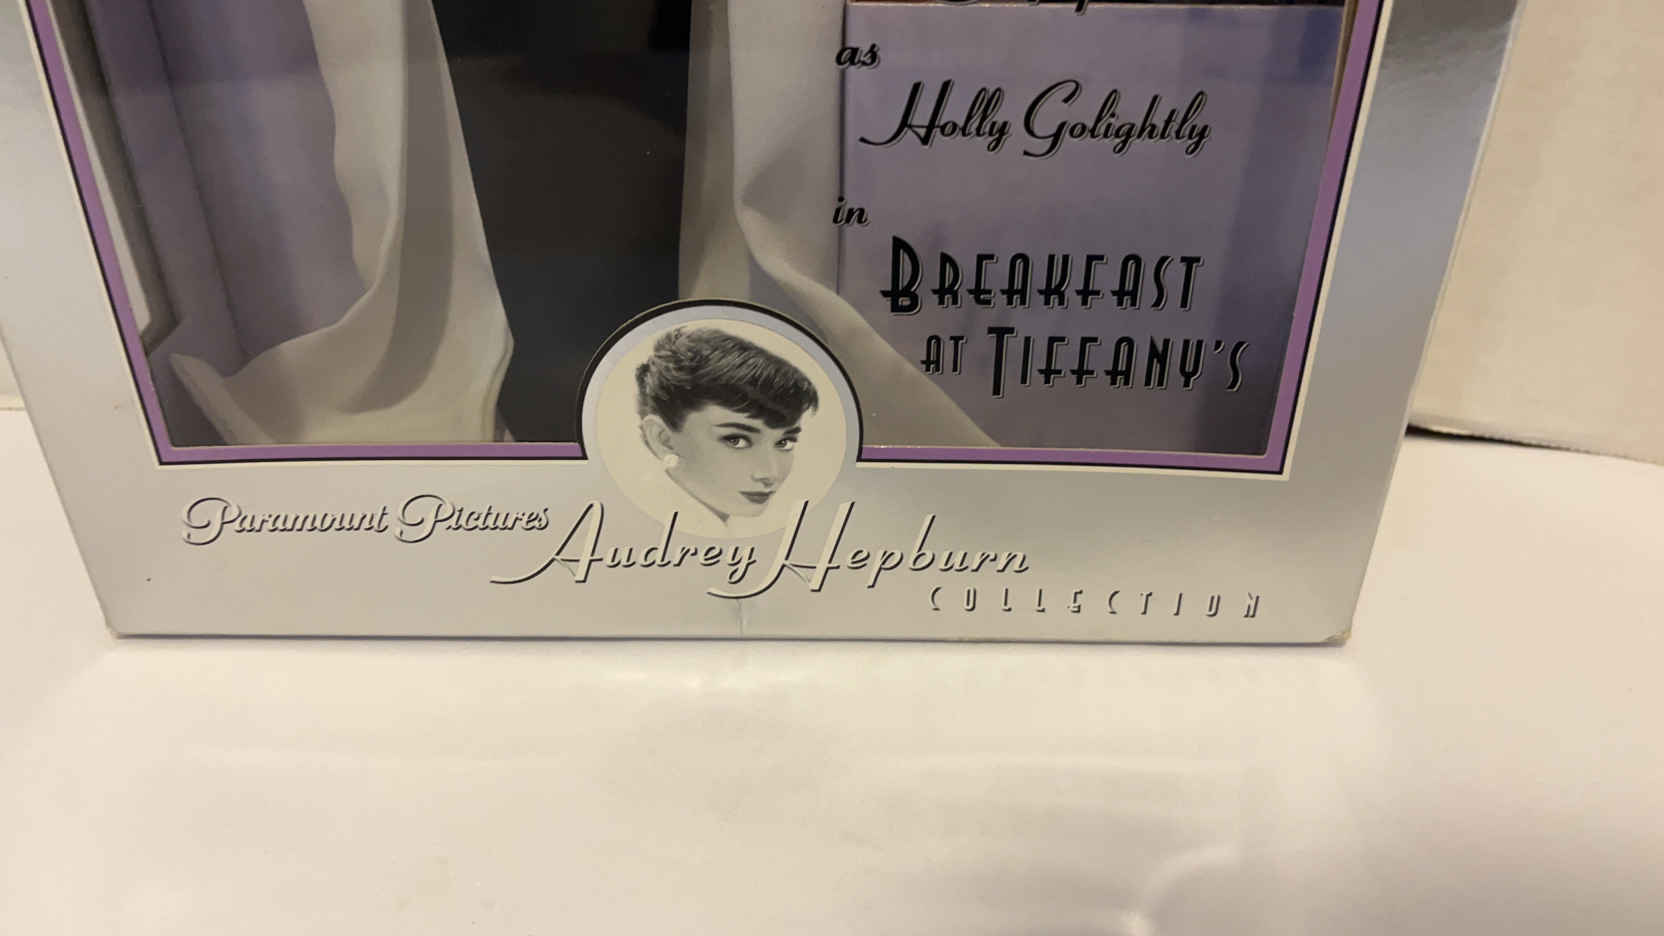 as
Holly Golightly
in
BREAKFAST
AT TIFFANY'S
Paramount Pictures
Audrey Hepburn
COLLECTION